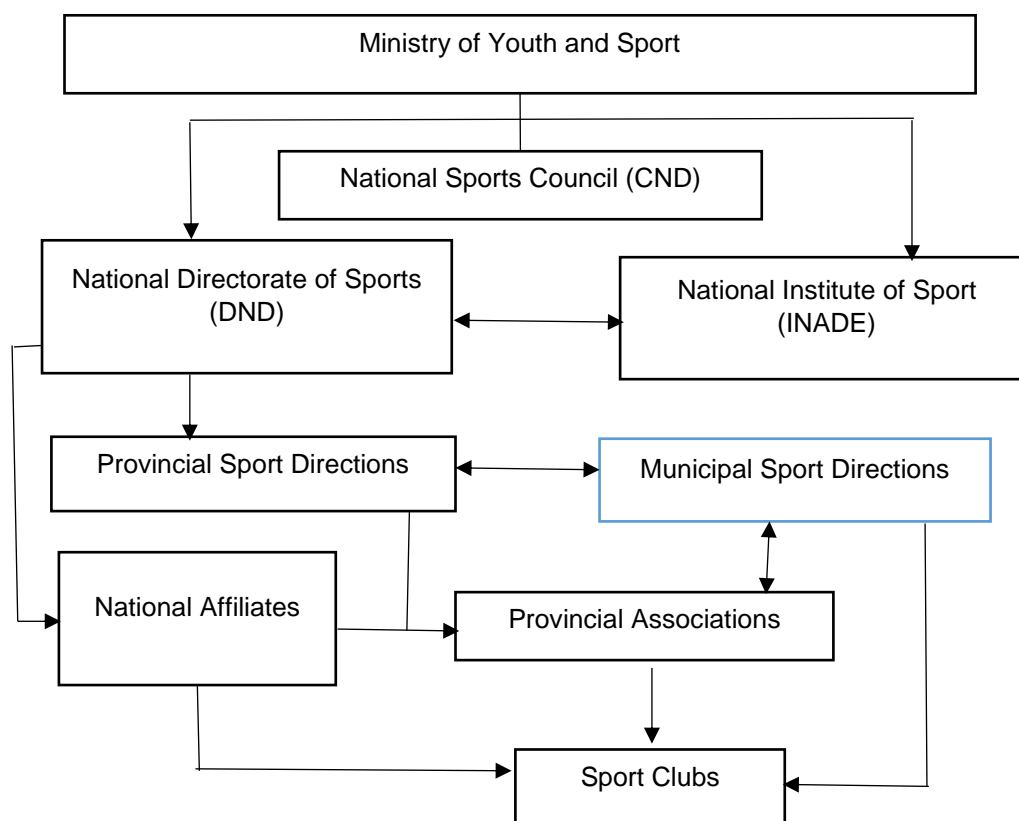 Ministry of Youth and Sport
National Sports Council (CND)
National Directorate of Sports
(DND)
National Institute of Sport
(INADE)
Provincial Sport Directions
Municipal Sport Directions
National Affiliates
Provincial Associations
Sport Clubs